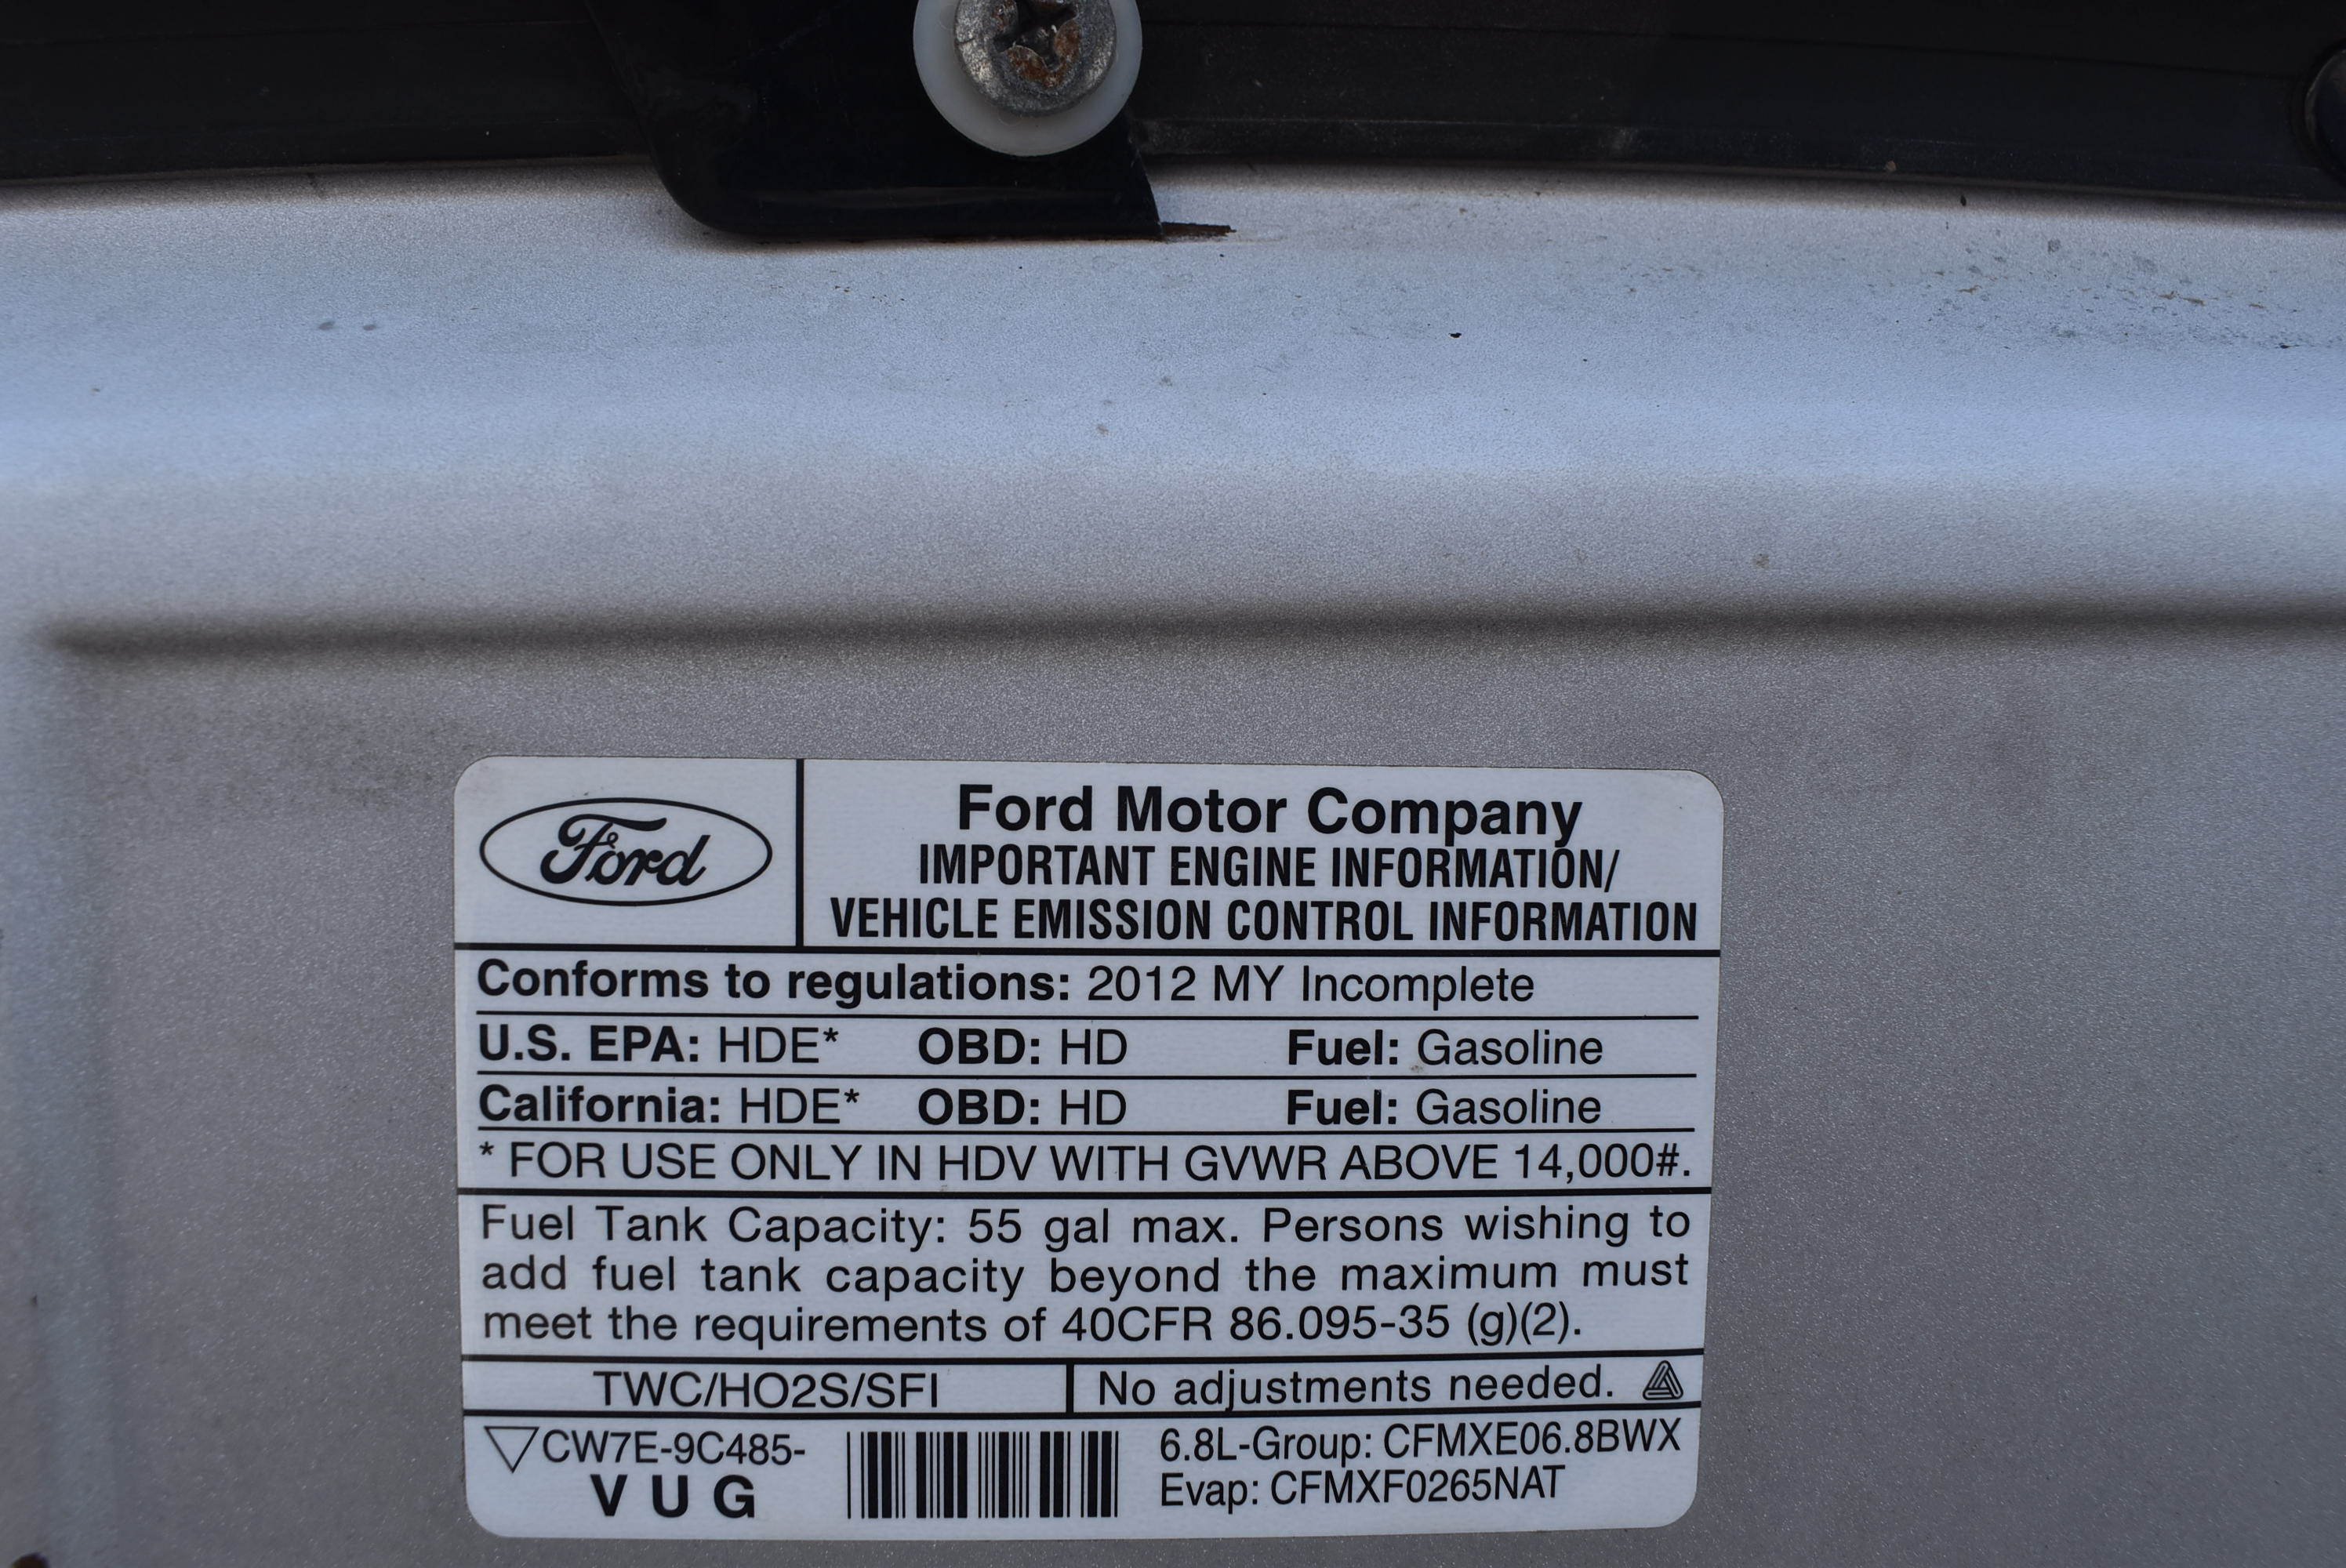 Ford
Ford Motor Company
IMPORTANT ENGINE INFORMATION/
VEHICLE EMISSION CONTROL INFORMATION
Conforms to regulations: 2012 MY Incomplete
U.S. EPA: HDE* OBD: HD Fuel: Gasoline
California: HDE* OBD: HD Fuel: Gasoline
* FOR USE ONLY IN HDV WITH GVWR ABOVE 14,000#.
Fuel Tank Capacity: 55 gal max. Persons wishing to
add fuel tank capacity beyond the maximum must
meet the requirements of 40CFR 86.095-35 (g)(2).
TWC/HO2S/SFI No adjustments needed.
CW7E-9C485-
VUG
6.8L-Group: CFMXE06.8BWX
Evap: CFMXF0265NAT